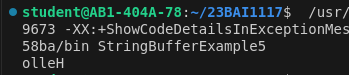 student@AB1-404A-78:~/23BAI1117$ /usr/
9673 -XX:+ShowCodeDetailsInExceptionMes
58ba/bin StringBufferExample5
olleH